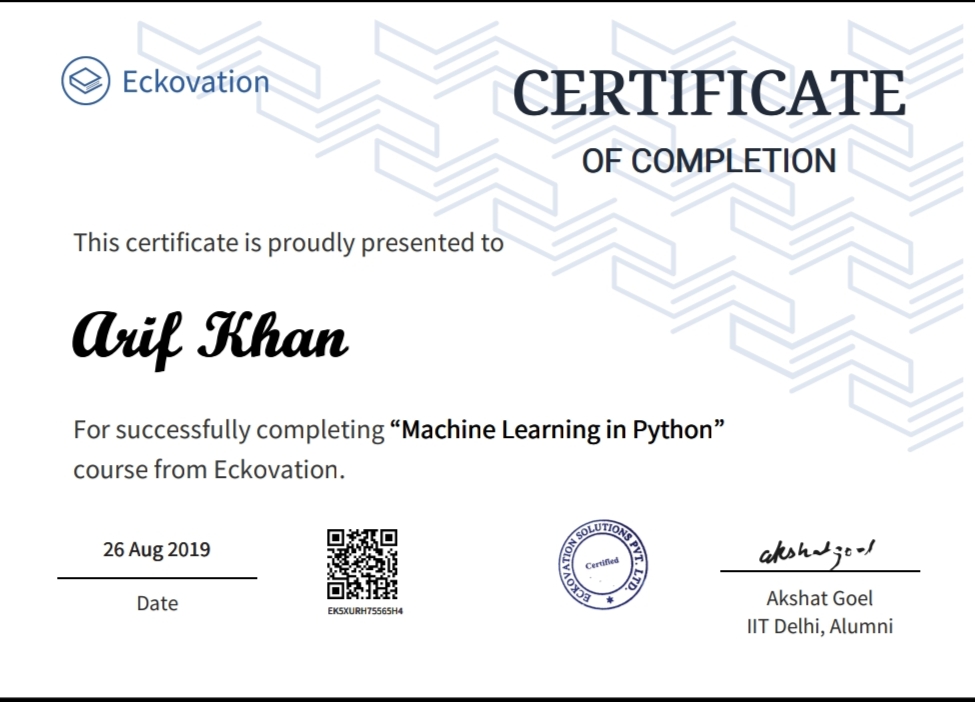 Eckovation
CERTIFICATE
OF COMPLETION
This certificate is proudly presented to
Arif Khan
For successfully completing “Machine Learning in Python”
course from Eckovation.
26 Aug 2019
Date
EK5XURH75565H4
ECKOVATION SOLUTIONS PVT. LTD.
Certified
akshatgoel
Akshat Goel
IIT Delhi, Alumni